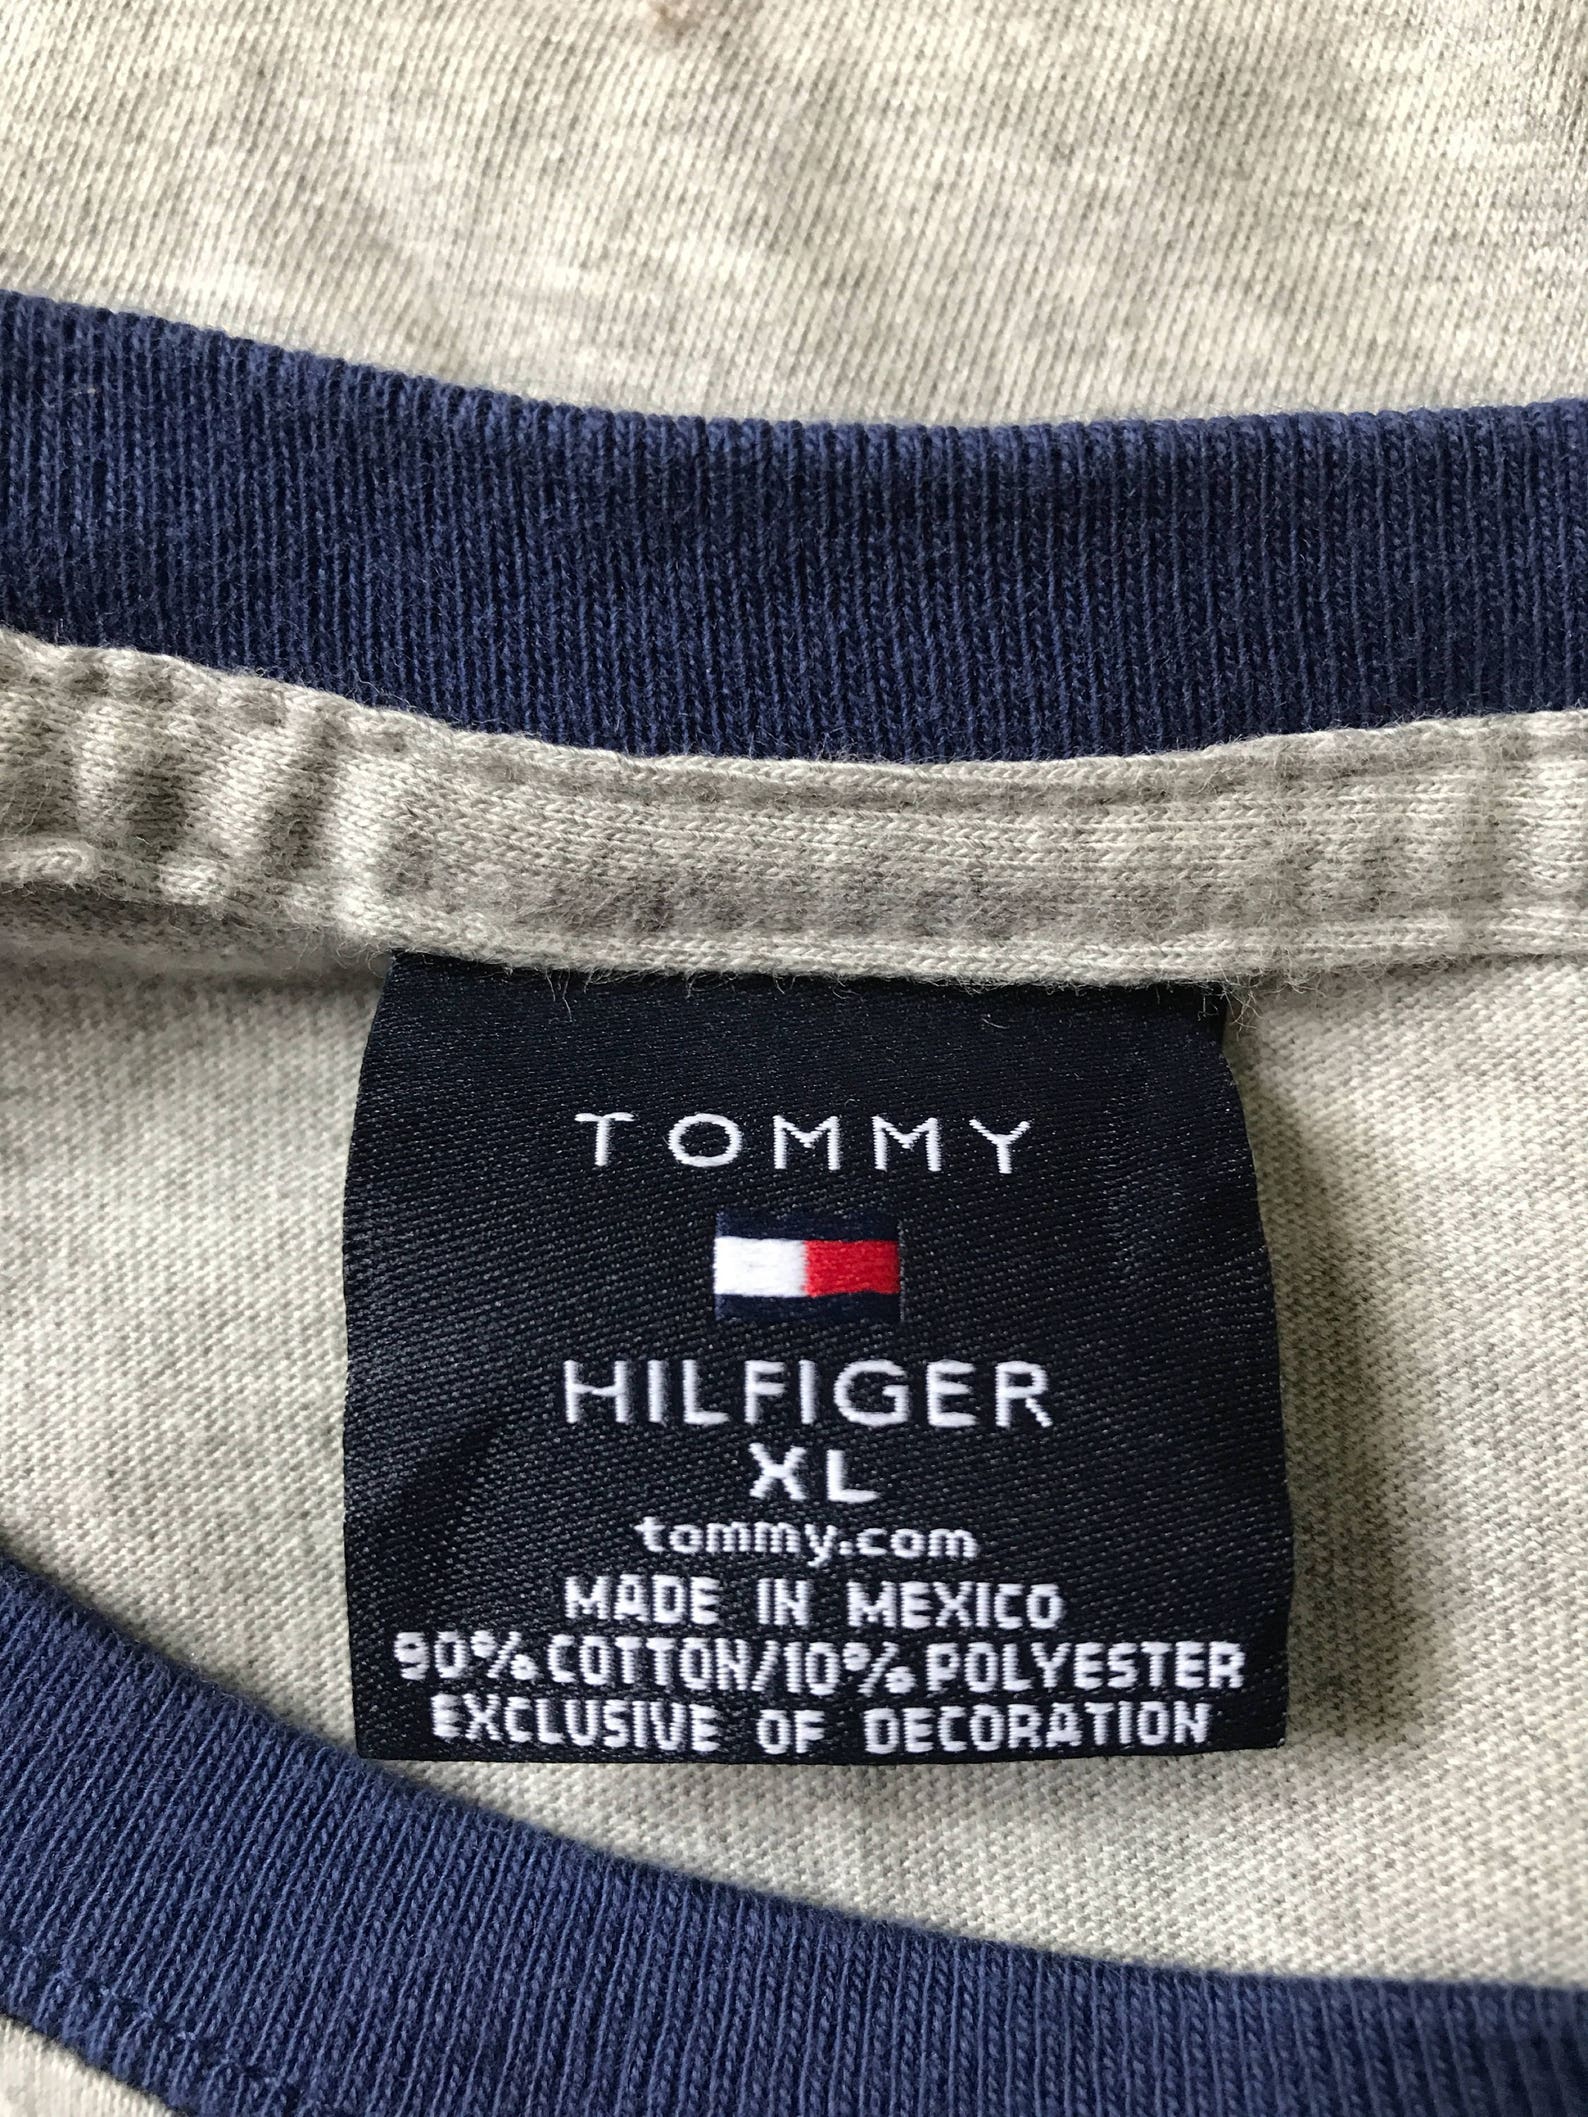 TOMMY
HILFIGER
XL
tommy.com
MADE IN MEXICO
90% COTTON/10% POLYESTER
EXCLUSIVE OF DECORATION